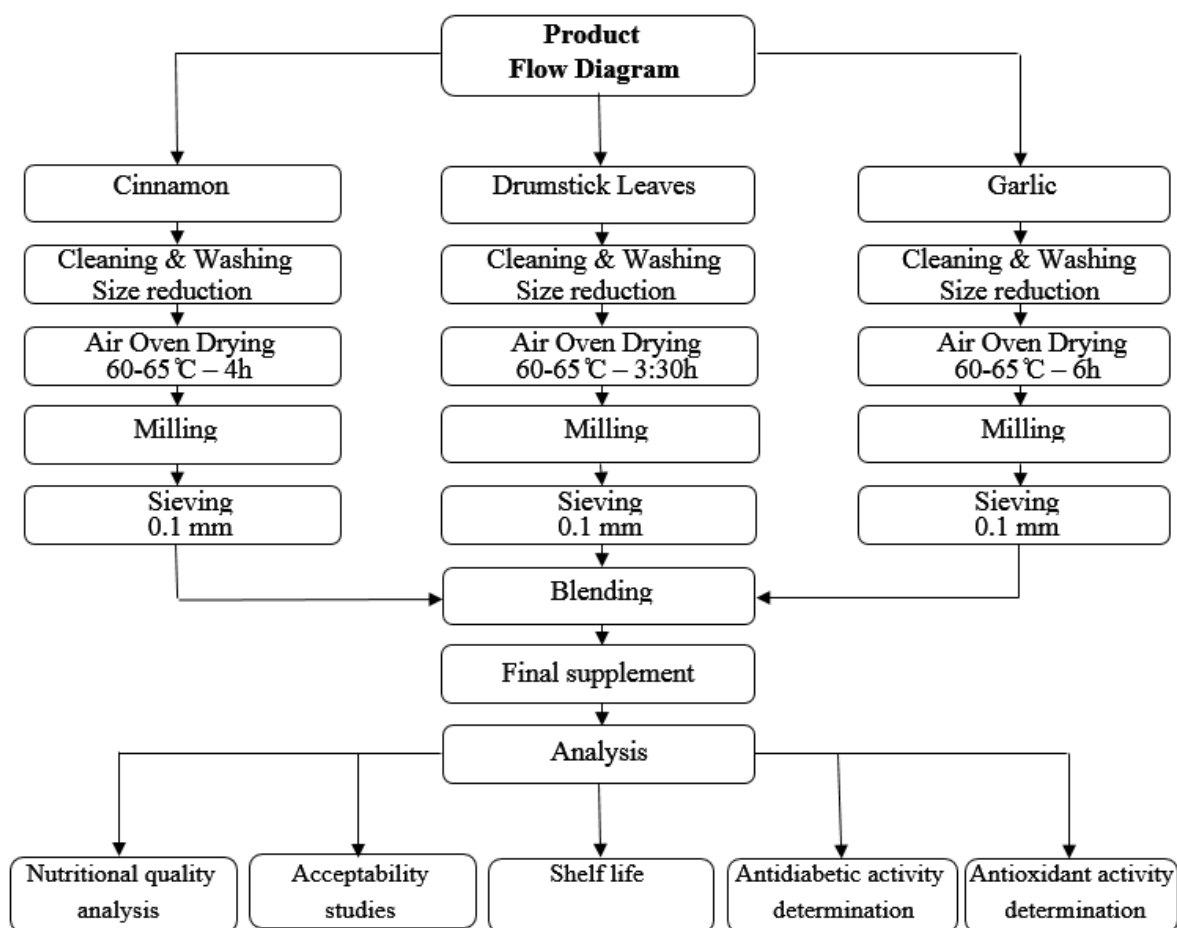 Product
Flow Diagram
Cinnamon
Drumstick Leaves
Garlic
Cleaning & Washing
Size reduction
Cleaning & Washing
Size reduction
Cleaning & Washing
Size reduction
Air Oven Drying
60-65℃ – 4h
Air Oven Drying
60-65℃ – 3:30h
Air Oven Drying
60-65℃ – 6h
Milling
Milling
Milling
Sieving
0.1 mm
Sieving
0.1 mm
Sieving
0.1 mm
Blending
Final supplement
Analysis
Nutritional quality
analysis
Acceptability
studies
Shelf life
Antidiabetic activity
determination
Antioxidant activity
determination